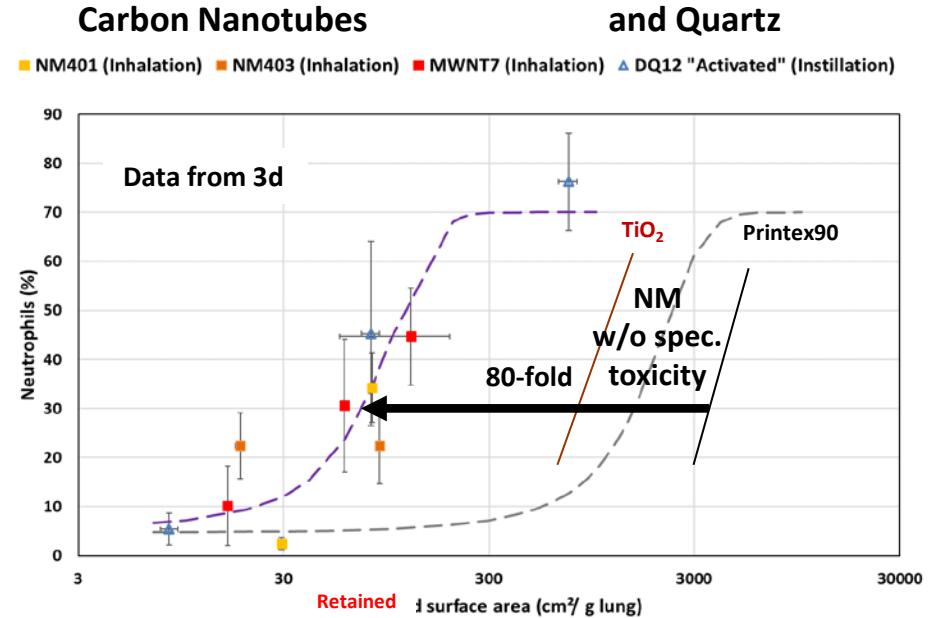 Carbon Nanotubes and Quartz
NM401 (Inhalation) NM403 (Inhalation) MWNT7 (Inhalation) DQ12 "Activated" (Instillation)
90
80
70
60
50
40
30
20
10
0
Neutrophils (%)
Data from 3d
TiO₂
Printex90
NM
w/o spec.
toxicity
80-fold
3 30 300 3000 30000
Retained d surface area (cm²/ g lung)